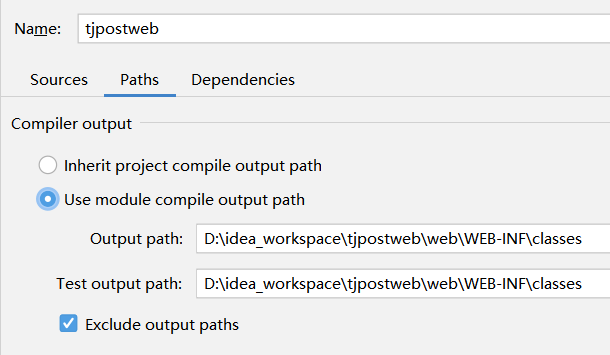 Name: tjpostweb
Sources Paths Dependencies
Compiler output
Inherit project compile output path
Use module compile output path
Output path: D:\idea_workspace\tjpostweb\web\WEB-INF\classes
Test output path: D:\idea_workspace\tjpostweb\web\WEB-INF\classes
Exclude output paths